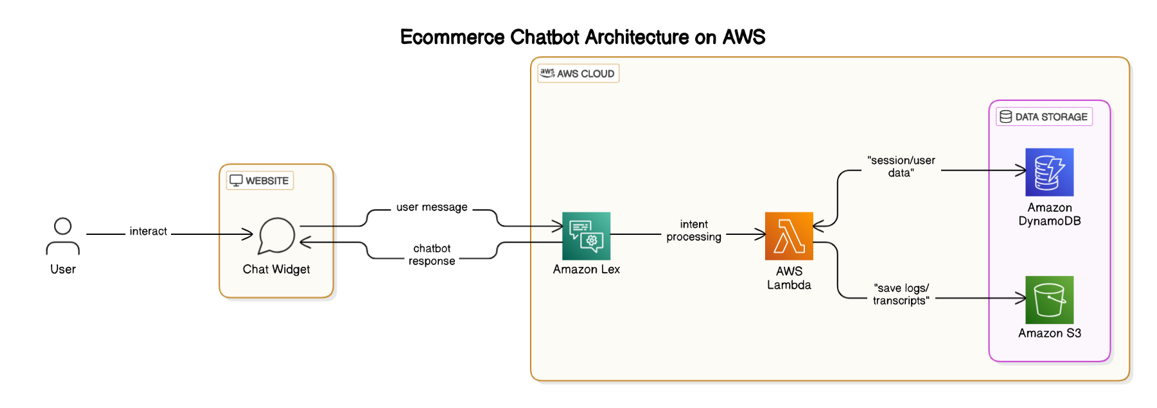 Ecommerce Chatbot Architecture on AWS
aws AWS CLOUD
DATA STORAGE
"session/user
data"
WEBSITE
Amazon
DynamoDB
user message
interact
intent
processing
chatbot
response
User
Chat Widget
Amazon Lex
AWS
Lambda
"save logs/
transcripts"
Amazon S3